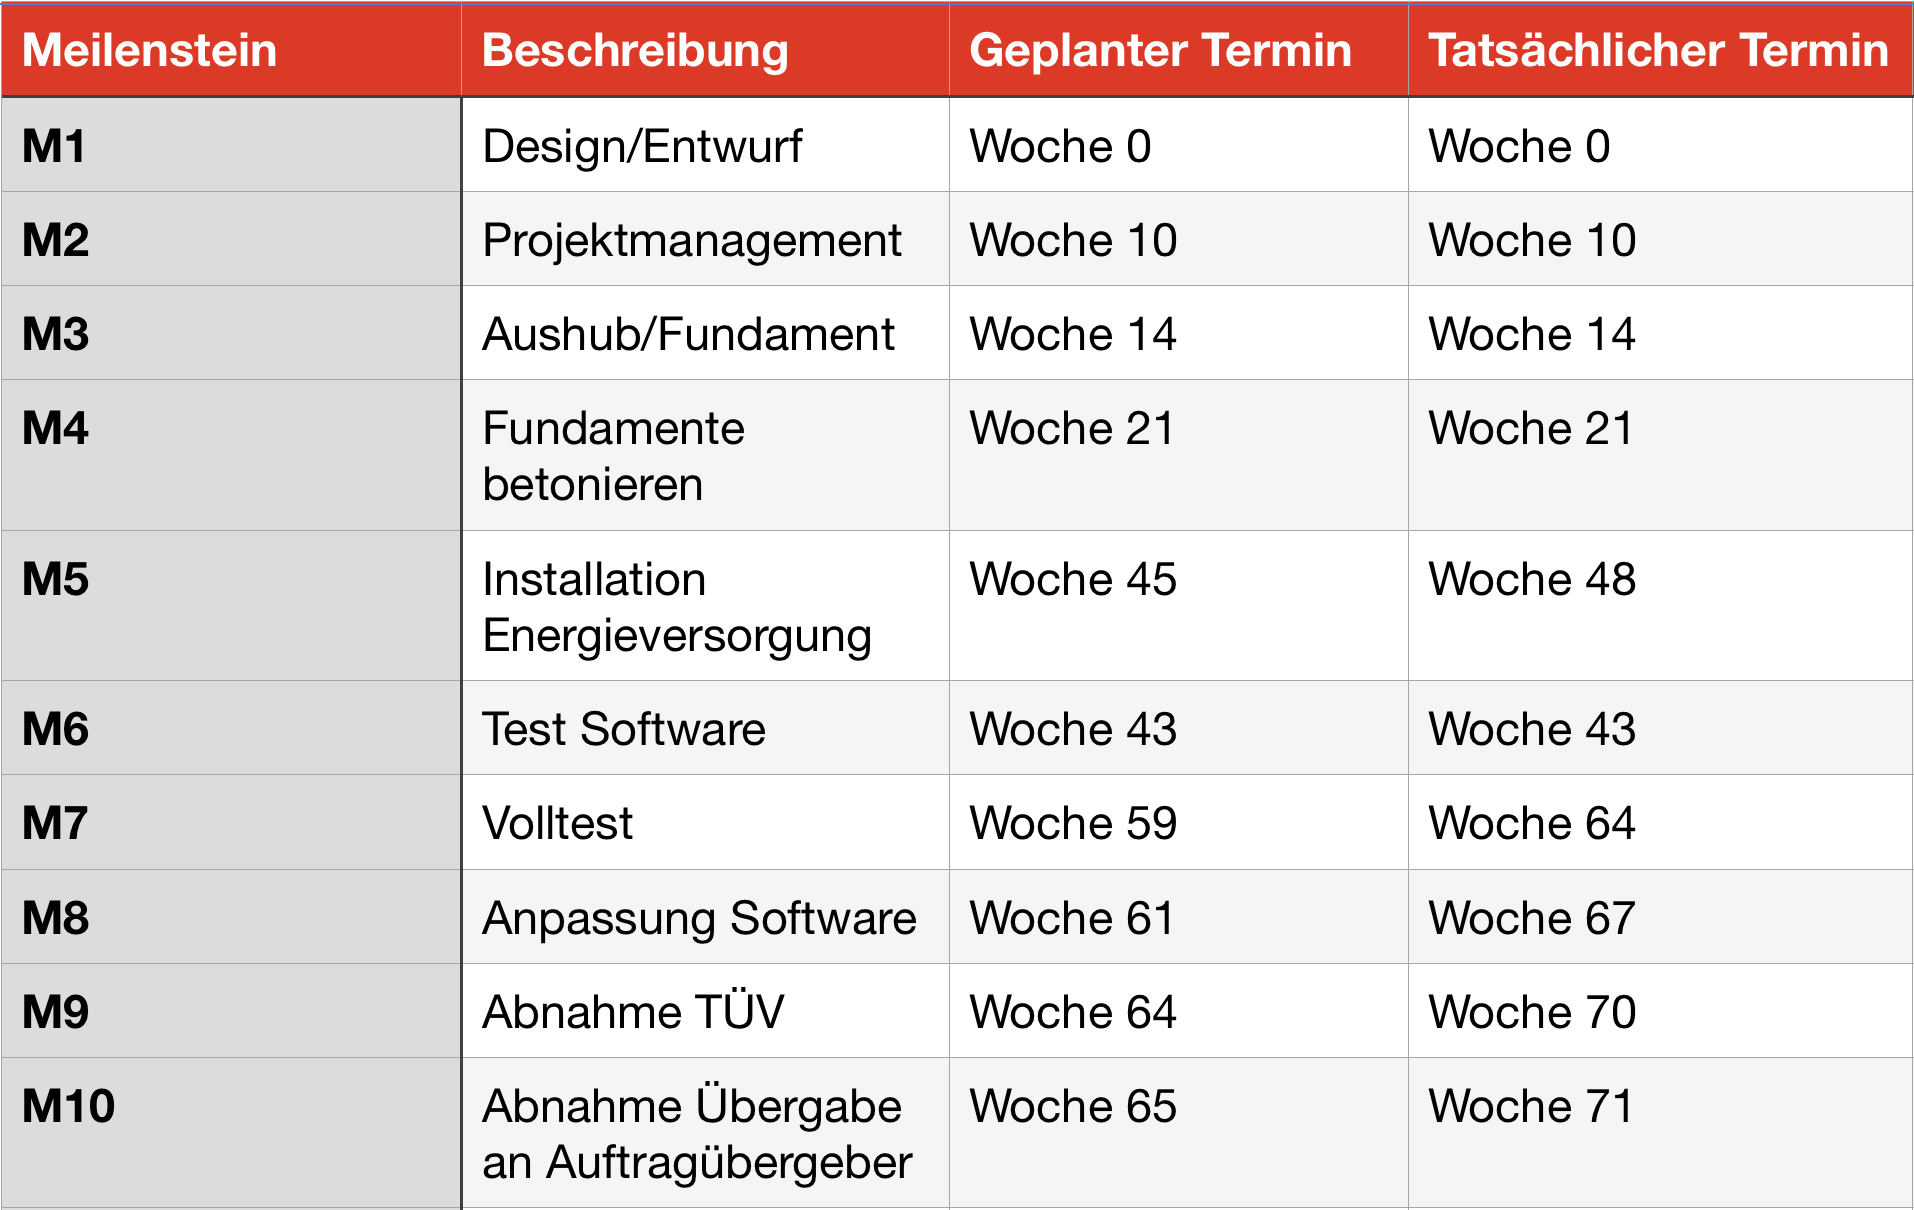 Meilenstein Beschreibung Geplanter Termin Tatsächlicher Termin
M1 Design/Entwurf Woche 0 Woche 0
M2 Projektmanagement Woche 10 Woche 10
M3 Aushub/Fundament Woche 14 Woche 14
M4 Fundamente Woche 21 Woche 21
betonieren
M5 Installation Woche 45 Woche 48
Energieversorgung
M6 Test Software Woche 43 Woche 43
M7 Volltest Woche 59 Woche 64
M8 Anpassung Software Woche 61 Woche 67
M9 Abnahme TÜV Woche 64 Woche 70
M10 Abnahme Übergabe Woche 65 Woche 71
an Auftragübergeber